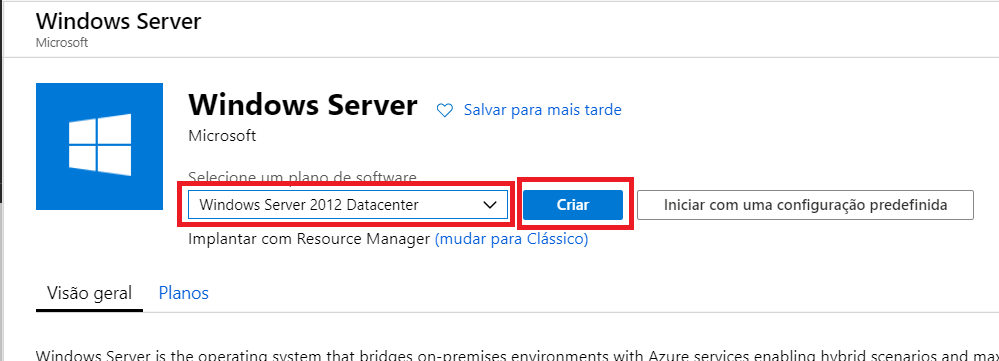 Windows Server
Microsoft
Windows Server Salvar para mais tarde
Microsoft
Selecione um plano de software
Windows Server 2012 Datacenter Criar Iniciar com uma configuração predefinida
Implantar com Resource Manager (mudar para Clássico)
Visão geral Planos
Windows Server is the operating system that bridges on-premises environments with Azure services enabling hybrid scenarios and